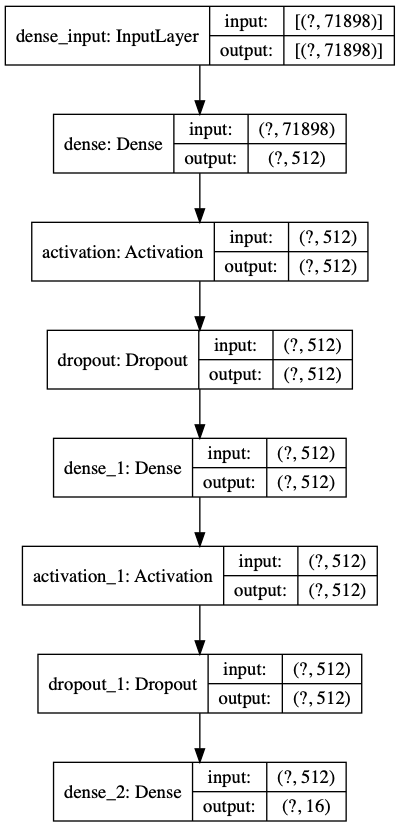 dense_input: InputLayer
input: [(?, 71898)]
output: [(?, 71898)]
dense: Dense
input: (?, 71898)
output: (?, 512)
activation: Activation
input: (?, 512)
output: (?, 512)
dropout: Dropout
input: (?, 512)
output: (?, 512)
dense_1: Dense
input: (?, 512)
output: (?, 512)
activation_1: Activation
input: (?, 512)
output: (?, 512)
dropout_1: Dropout
input: (?, 512)
output: (?, 512)
dense_2: Dense
input: (?, 512)
output: (?, 16)